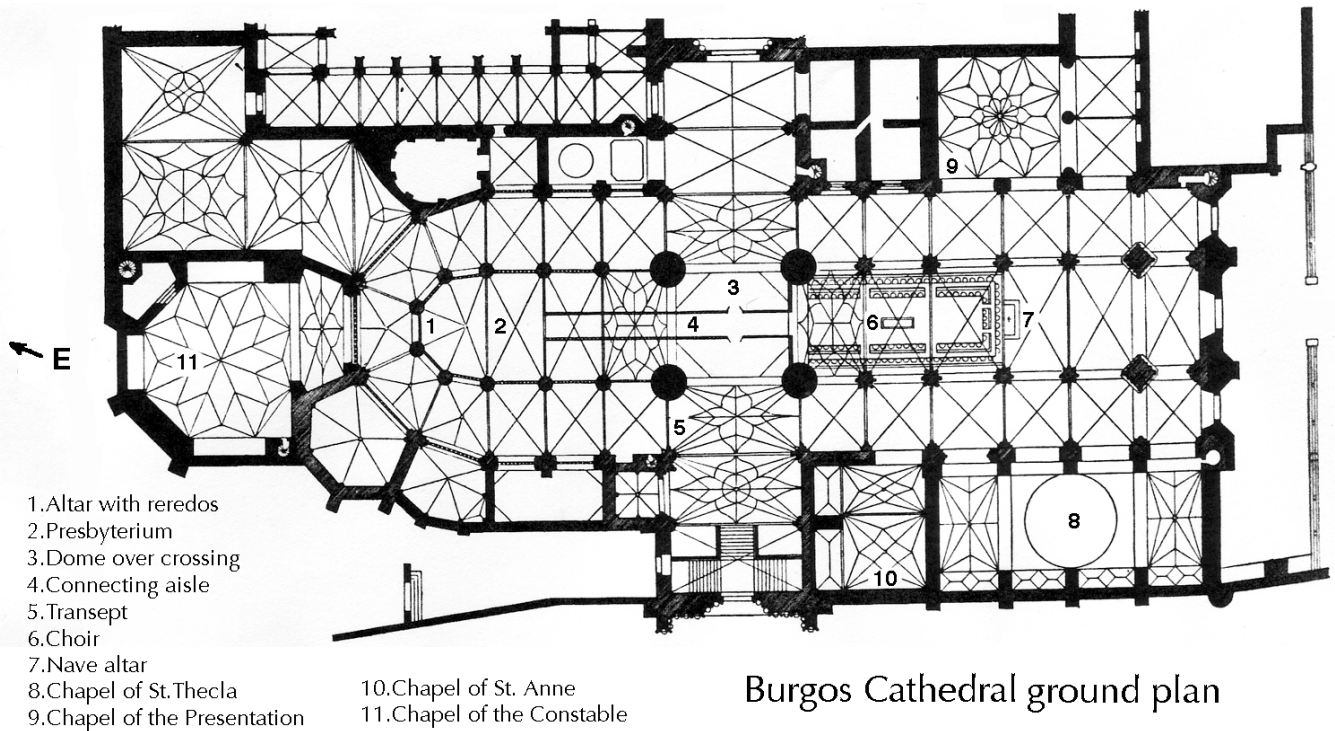 9
3
1
2
4
6
7
11
E
5
8
10
1.Altar with reredos
2.Presbyterium
3.Dome over crossing
4.Connecting aisle
5.Transept
6.Choir
7.Nave altar
8.Chapel of St.Thecla
9.Chapel of the Presentation
10.Chapel of St. Anne
11.Chapel of the Constable
Burgos Cathedral ground plan